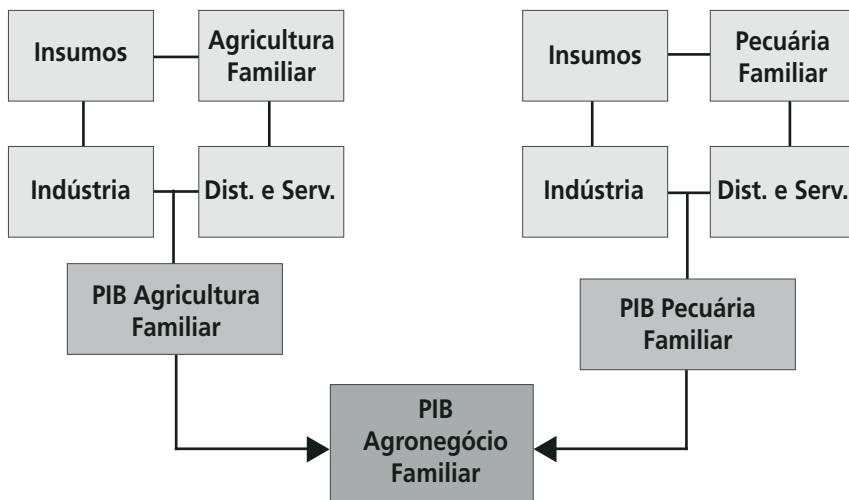 Insumos
Agricultura
Familiar
Insumos
Pecuária
Familiar
Indústria
Dist. e Serv.
Indústria
Dist. e Serv.
PIB Agricultura
Familiar
PIB Pecuária
Familiar
PIB
Agronegócio
Familiar